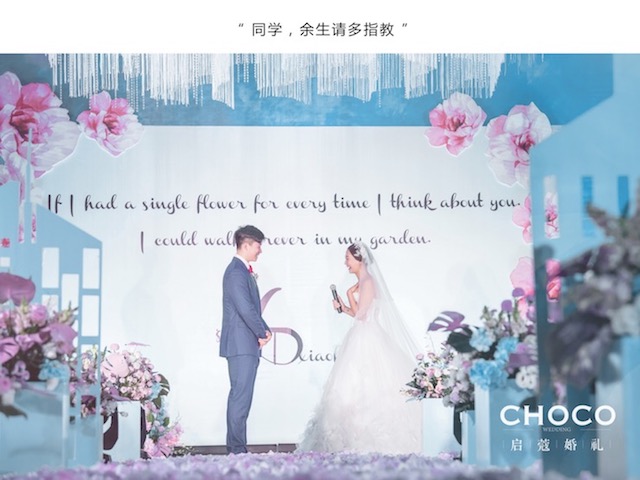 “ 同学，余生请多指教 ”
If I had a single flower for every time I think about you.
I could walk forever in my garden.
CHOCO
WEDDING
启蔻婚礼